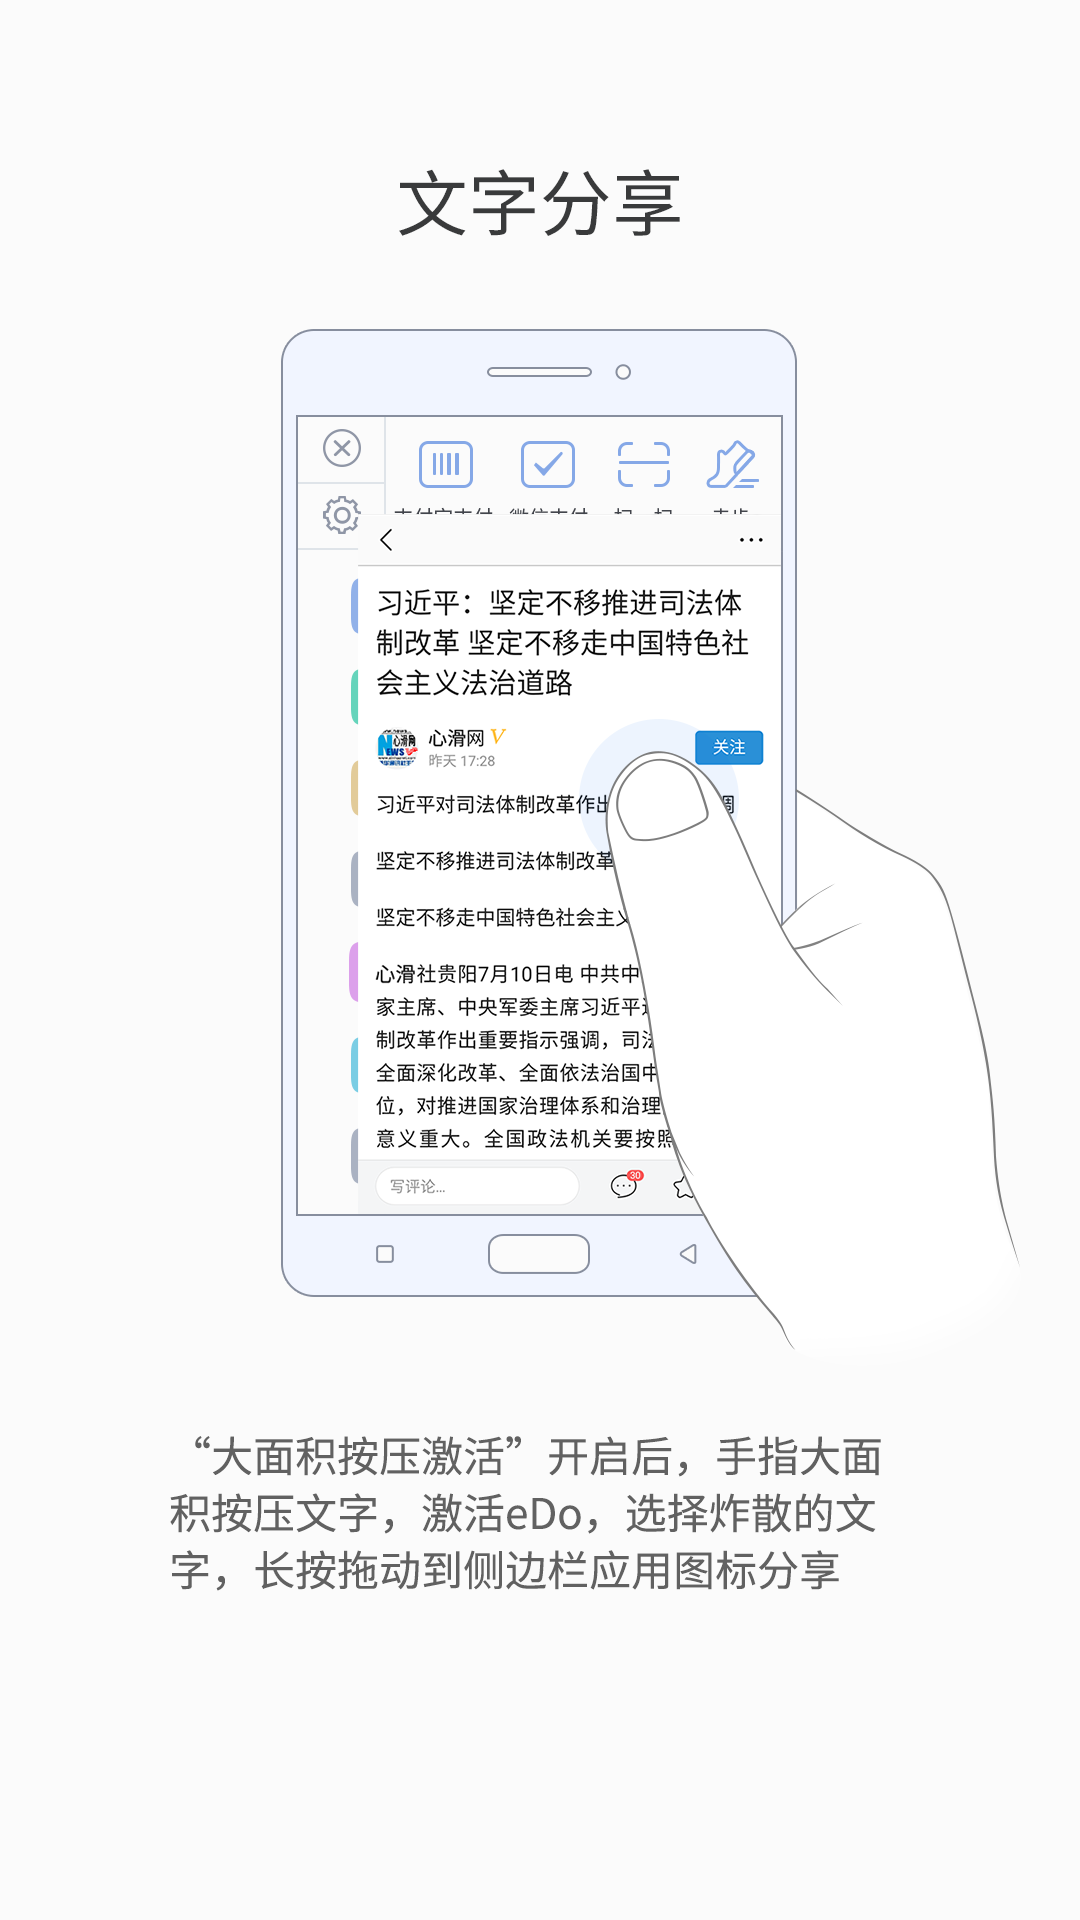 文字分享
习近平：坚定不移推进司法体
制改革 坚定不移走中国特色社
会主义法治道路
心滑网 V
昨天 17:28
关注
习近平对司法体制改革作出
调
坚定不移推进司法体制改革
坚定不移走中国特色社会主义
心滑社贵阳7月10日电 中共中
家主席、中央军委主席习近平
制改革作出重要指示强调，司法
全面深化改革、全面依法治国中
位，对推进国家治理体系和治理
意义重大。全国政法机关要按照
写评论...
30
“大面积按压激活”开启后，手指大面
积按压文字，激活eDo，选择炸散的文
字，长按拖动到侧边栏应用图标分享